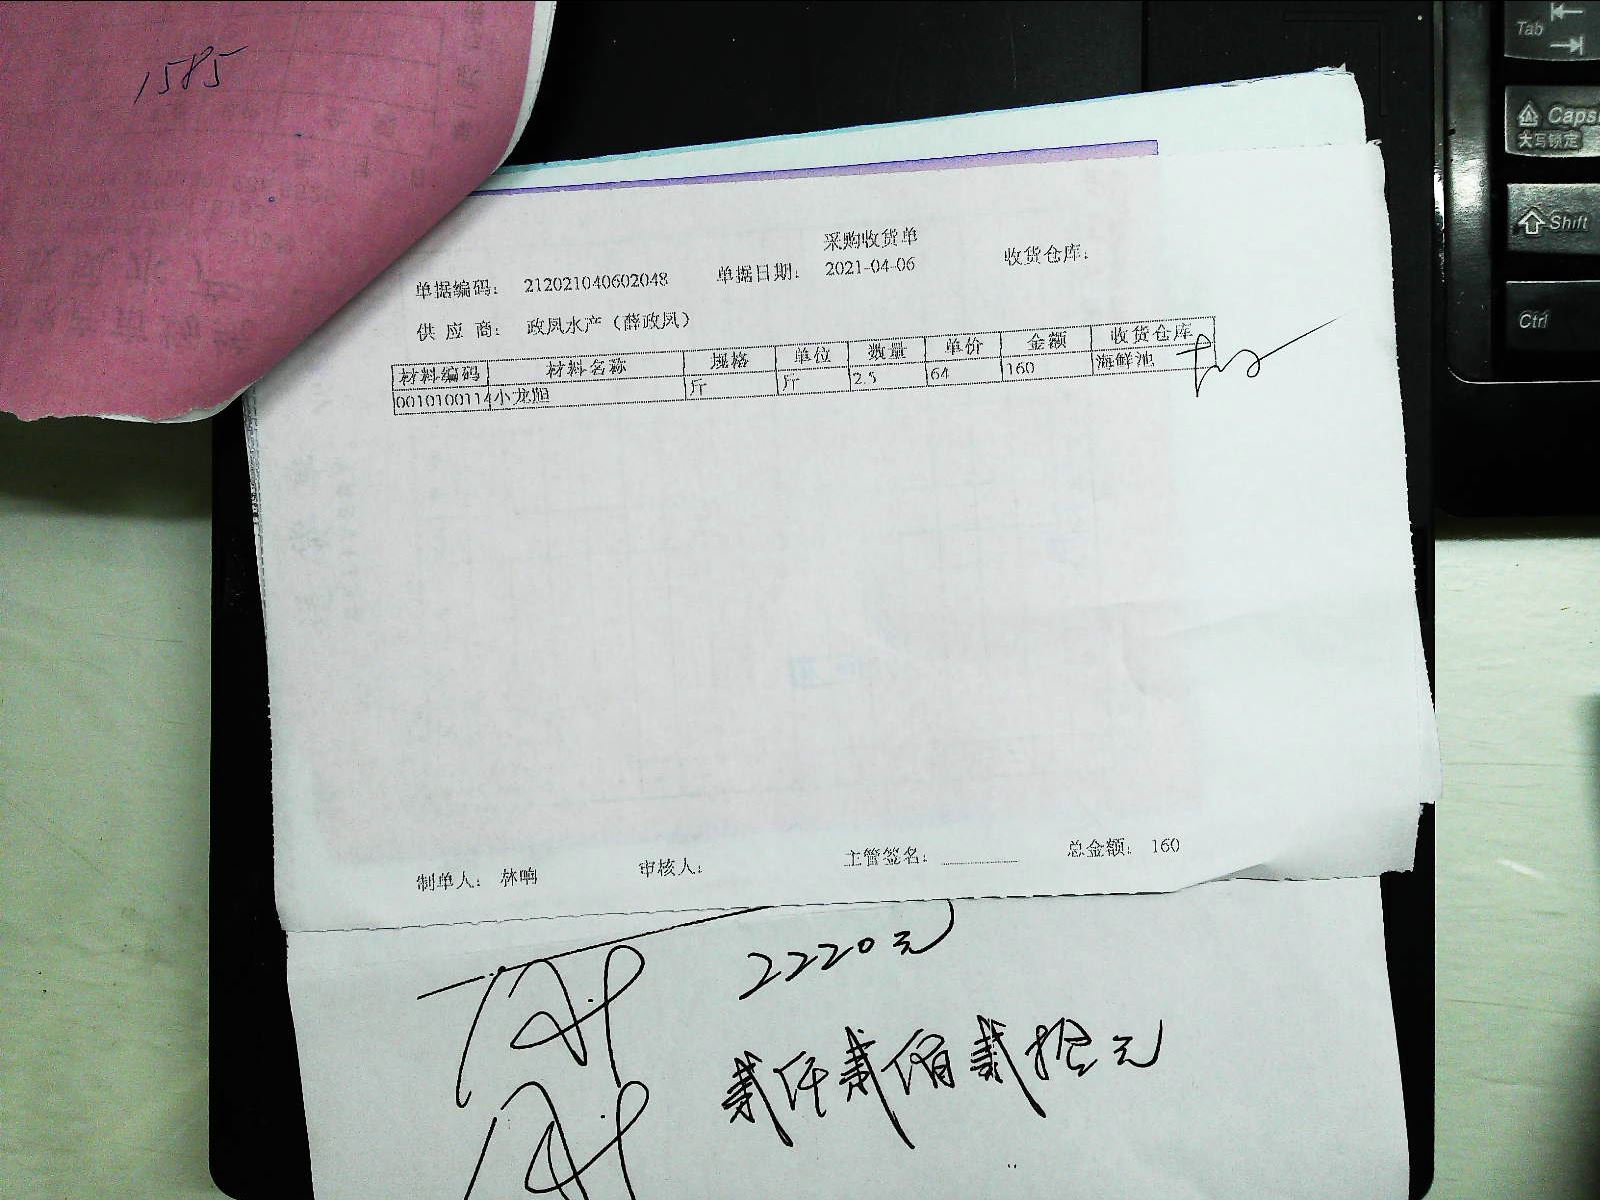 1585
采购收货单
单据编码： 212021040602048 单据日期： 2021-04-06 收货仓库：
供 应 商： 政凤水产（薛政凤）
材料编码 材料名称 规格 单位 数量 单价 金额 收货仓库
0010100114 小龙胆 斤 斤 2.5 64 160 海鲜池
制单人： 林响 审核人： 主管签名： 总金额： 160
2220元
贰仟贰佰贰拾元
Tab
Caps
大写锁定
Shift
Ctrl